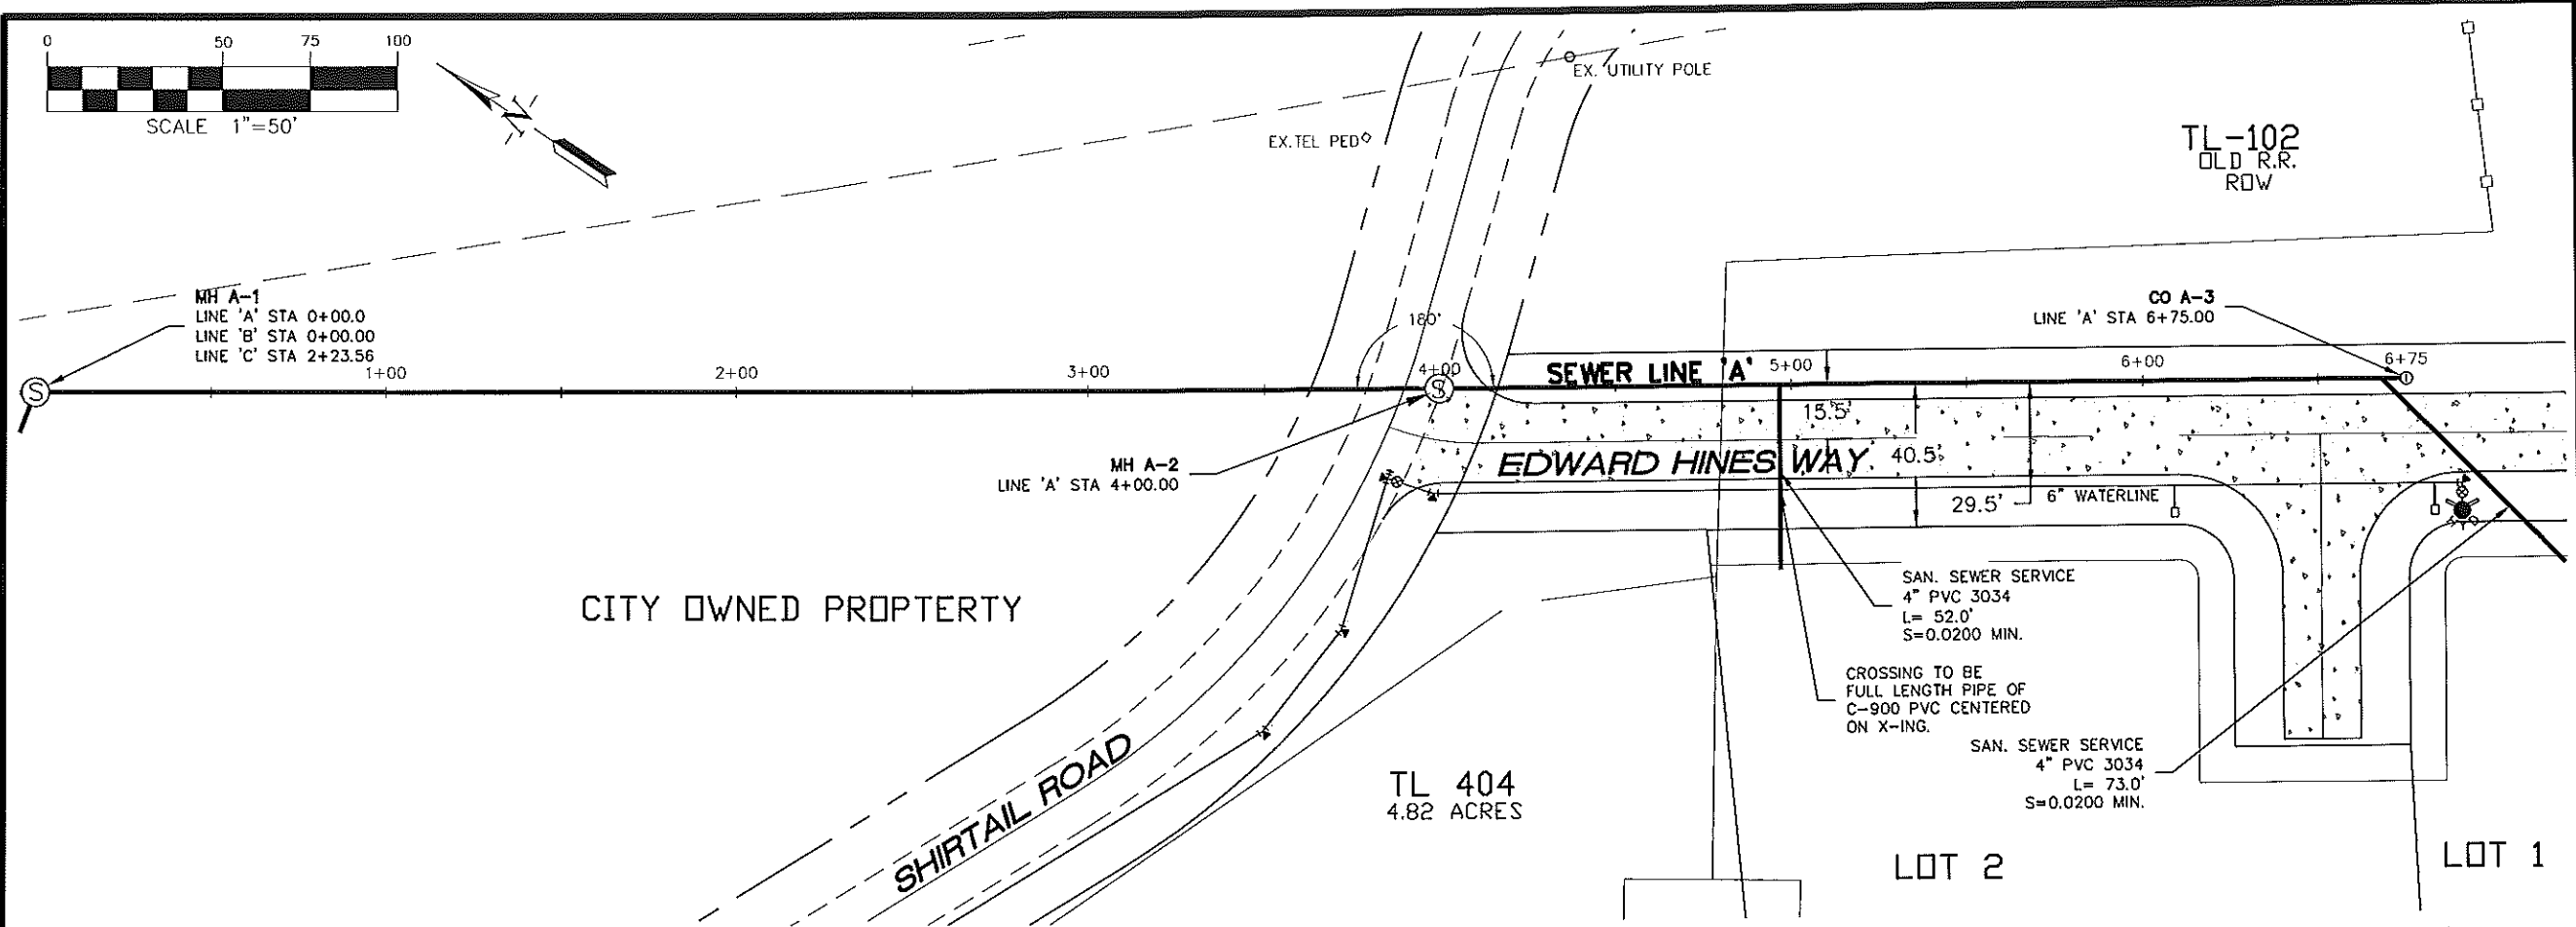 0 50 75 100
SCALE 1"=50'
N
EX. UTILITY POLE
EX.TEL PED
TL-102
OLD R.R.
ROW
MH A-1
LINE 'A' STA 0+00.0
LINE 'B' STA 0+00.00
LINE 'C' STA 2+23.56
180'
CO A-3
LINE 'A' STA 6+75.00
1+00 2+00 3+00 4+00 5+00 6+00 6+75
SEWER LINE 'A'
S
S
15.5'
MH A-2
LINE 'A' STA 4+00.00
EDWARD HINES WAY
40.5'
29.5'
6" WATERLINE
CITY OWNED PROPTERTY
SAN. SEWER SERVICE
4" PVC 3034
L= 52.0'
S=0.0200 MIN.
CROSSING TO BE
FULL LENGTH PIPE OF
C-900 PVC CENTERED
ON X-ING.
SAN. SEWER SERVICE
4" PVC 3034
L= 73.0'
S=0.0200 MIN.
SHIRTAIL ROAD
TL 404
4.82 ACRES
LOT 2
LOT 1